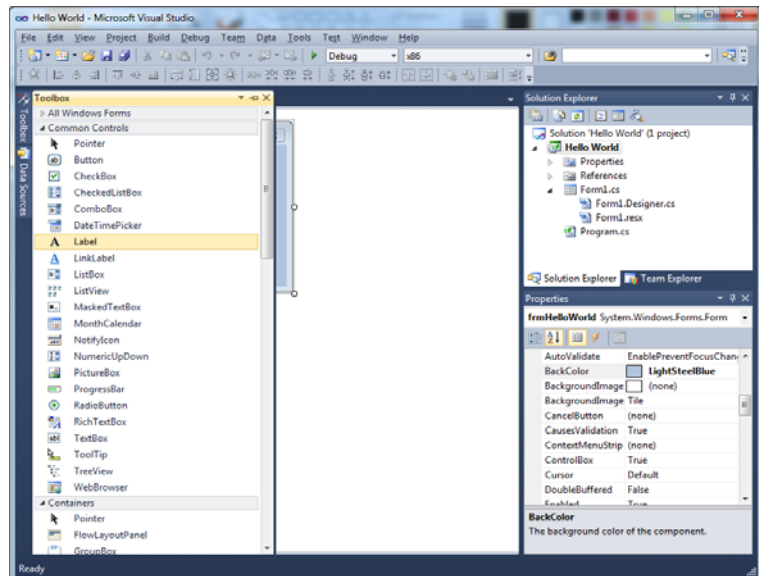 Hello World - Microsoft Visual Studio
File Edit View Project Build Debug Team Data Tools Test Window Help
Debug x86
Toolbox
Data Sources
Toolbox
All Windows Forms
Common Controls
Pointer
Button
CheckBox
CheckedListBox
ComboBox
DateTimePicker
Label
LinkLabel
ListBox
ListView
MaskedTextBox
MonthCalendar
NotifyIcon
NumericUpDown
PictureBox
ProgressBar
RadioButton
RichTextBox
TextBox
ToolTip
TreeView
WebBrowser
Containers
Pointer
FlowLayoutPanel
GroupBox
Solution Explorer
Solution 'Hello World' (1 project)
Hello World
Properties
References
Form1.cs
Form1.Designer.cs
Form1.resx
Program.cs
Solution Explorer Team Explorer
Properties
frmHelloWorld System.Windows.Forms.Form
AutoValidate EnablePreventFocusChan
BackColor LightSteelBlue
BackgroundImage (none)
BackgroundImage Tile
CancelButton (none)
CausesValidation True
ContextMenuStrip (none)
ControlBox True
Cursor Default
DoubleBuffered False
Enabled True
BackColor
The background color of the component.
Ready